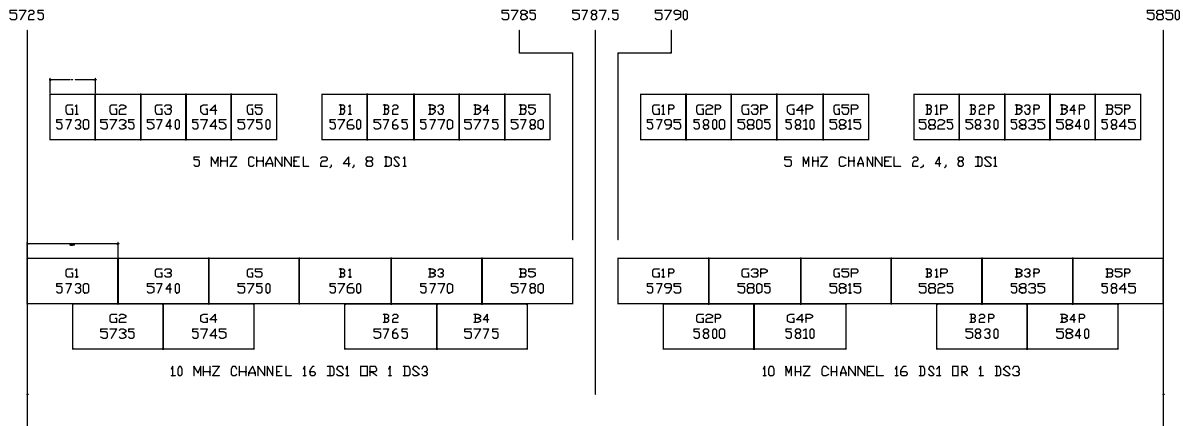 5725 5785 5787.5 5790 5850
G1 G2 G3 G4 G5 B1 B2 B3 B4 B5 G1P G2P G3P G4P G5P B1P B2P B3P B4P B5P
5730 5735 5740 5745 5750 5760 5765 5770 5775 5780 5795 5800 5805 5810 5815 5825 5830 5835 5840 5845
5 MHZ CHANNEL 2, 4, 8 DS1 5 MHZ CHANNEL 2, 4, 8 DS1
G1 G3 G5 B1 B3 B5 G1P G3P G5P B1P B3P B5P
5730 5740 5750 5760 5770 5780 5795 5805 5815 5825 5835 5845
G2 G4 B2 B4 G2P G4P B2P B4P
5735 5745 5765 5775 5800 5810 5830 5840
10 MHZ CHANNEL 16 DS1 OR 1 DS3 10 MHZ CHANNEL 16 DS1 OR 1 DS3